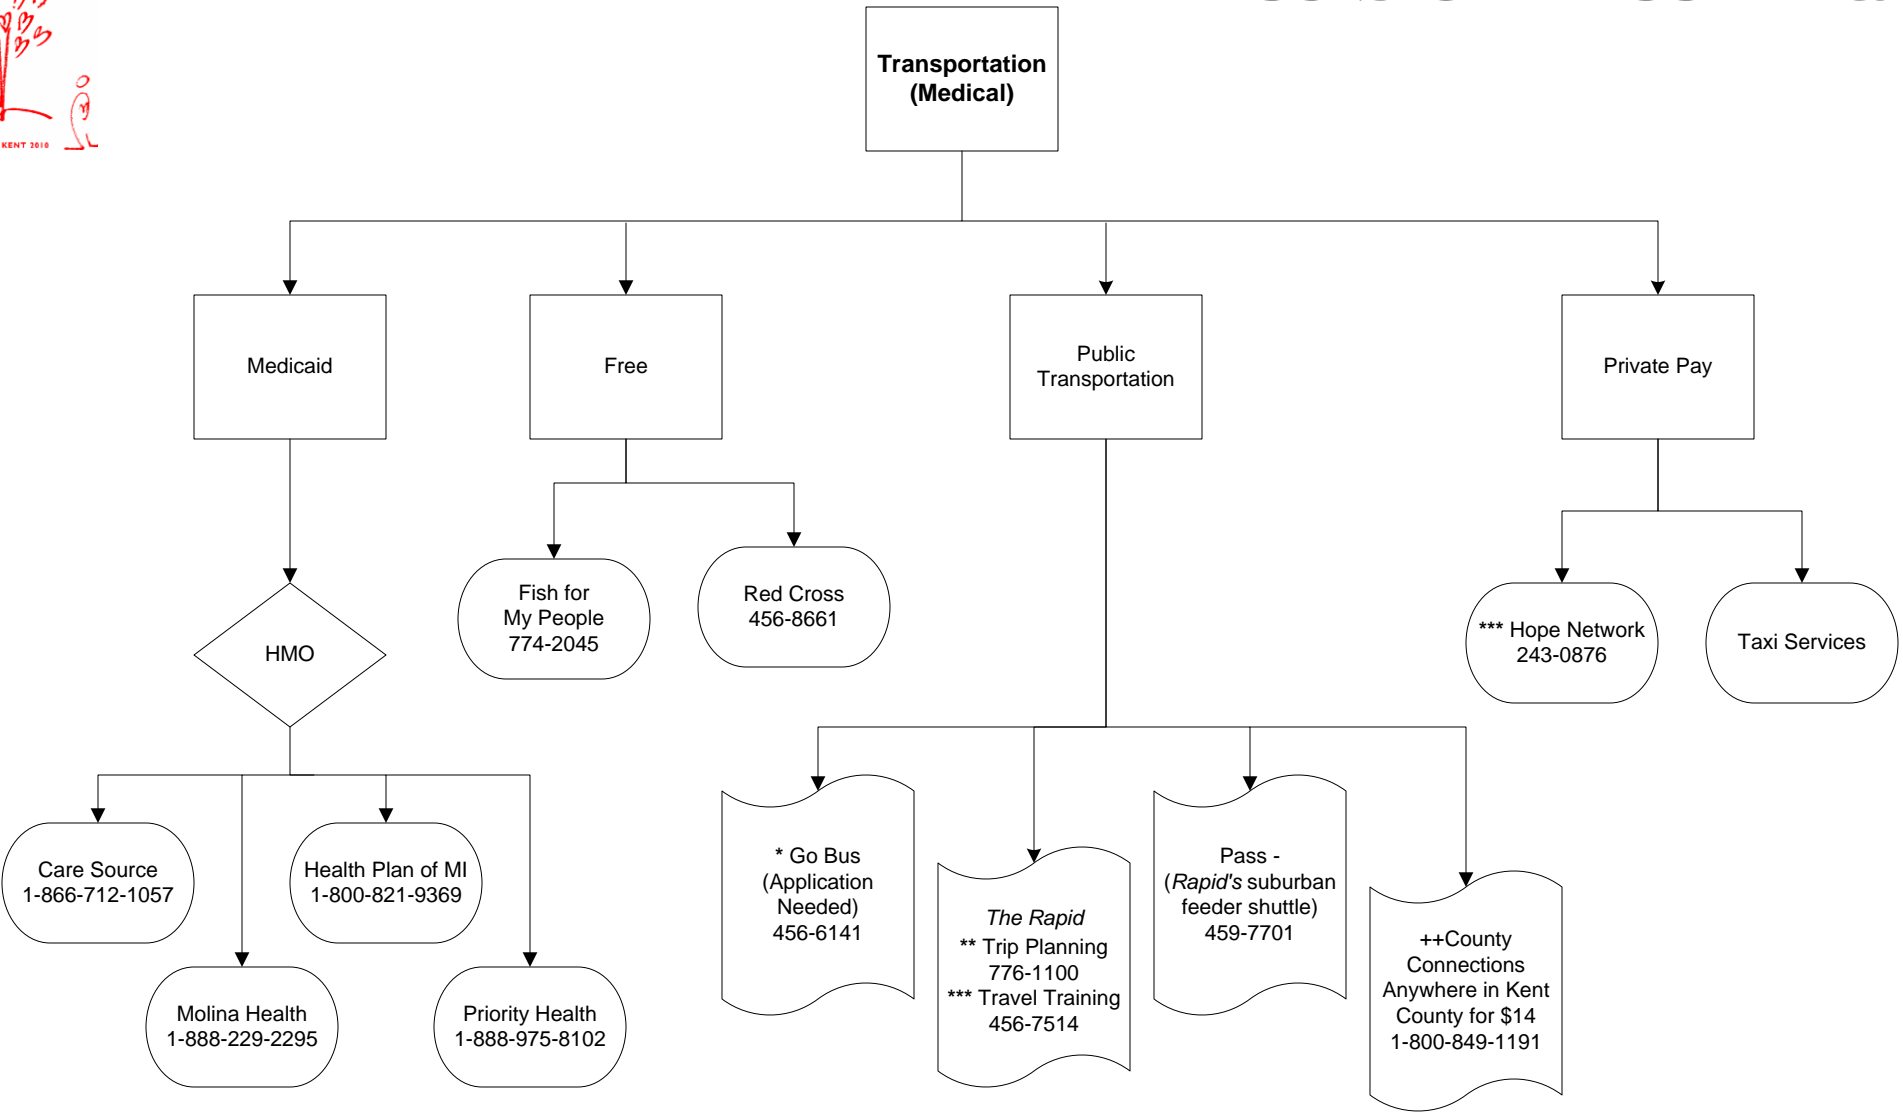 KENT 2010
Transportation
(Medical)
Medicaid
Free
Public
Transportation
Private Pay
HMO
Fish for
My People
774-2045
Red Cross
456-8661
*** Hope Network
243-0876
Taxi Services
Care Source
1-866-712-1057
Health Plan of MI
1-800-821-9369
Molina Health
1-888-229-2295
Priority Health
1-888-975-8102
* Go Bus
(Application
Needed)
456-6141
The Rapid
** Trip Planning
776-1100
*** Travel Training
456-7514
Pass -
(Rapid's suburban
feeder shuttle)
459-7701
++County
Connections
Anywhere in Kent
County for $14
1-800-849-1191